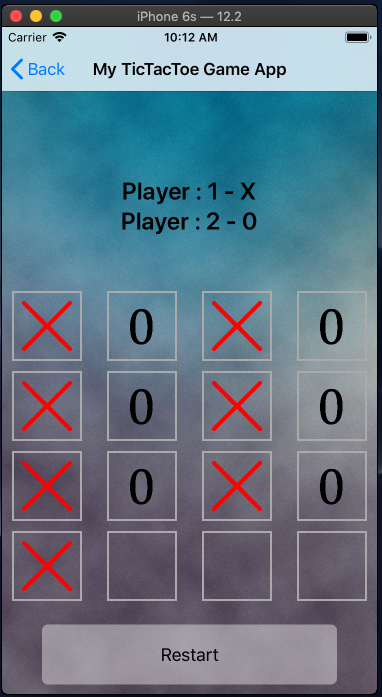 iPhone 6s — 12.2
Carrier 10:12 AM
Back My TicTacToe Game App
Player : 1 - X
Player : 2 - 0
X 0 X 0
X 0 X 0
X 0 X 0
X
Restart